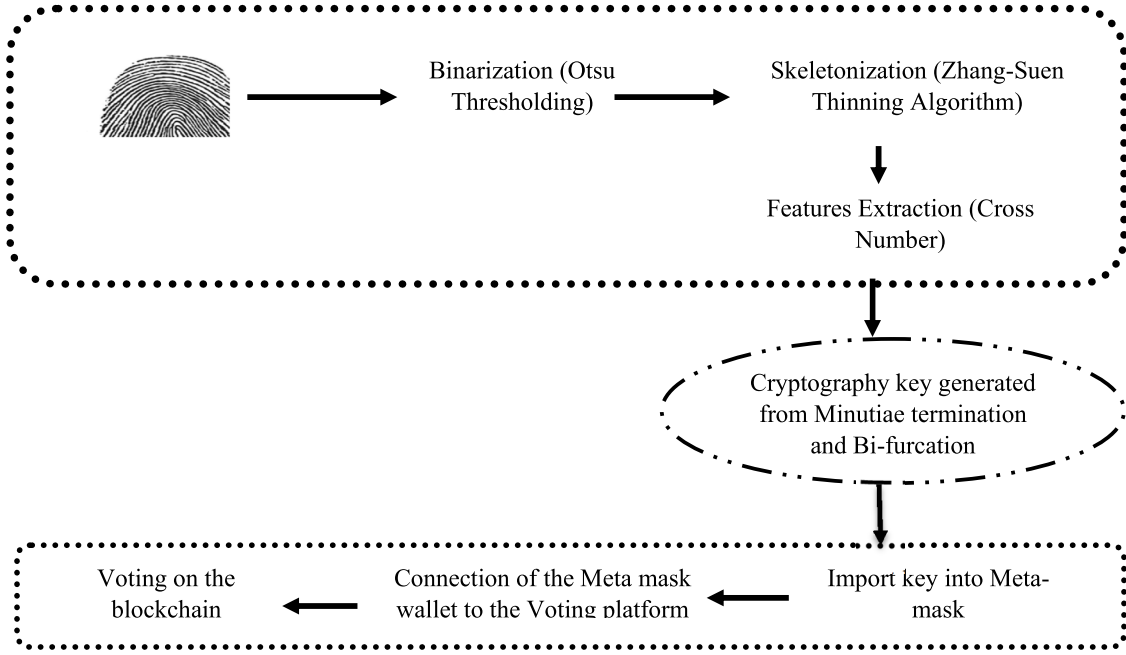 Binarization (Otsu
Thresholding)
Skeletonization (Zhang-Suen
Thinning Algorithm)
Features Extraction (Cross
Number)
Cryptography key generated
from Minutiae termination
and Bi-furcation
Import key into Meta-
mask
Connection of the Meta mask
wallet to the Voting platform
Voting on the
blockchain